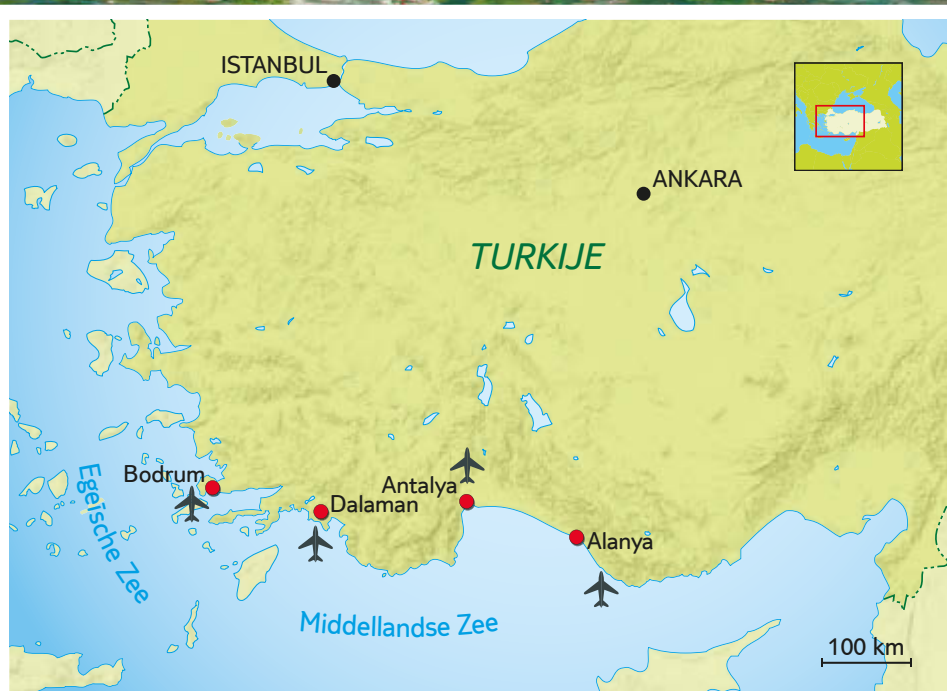 ISTANBUL
ANKARA
TURKIJE
Bodrum
Antalya
Dalaman
Alanya
Egeïsche Zee
Middellandse Zee
100 km